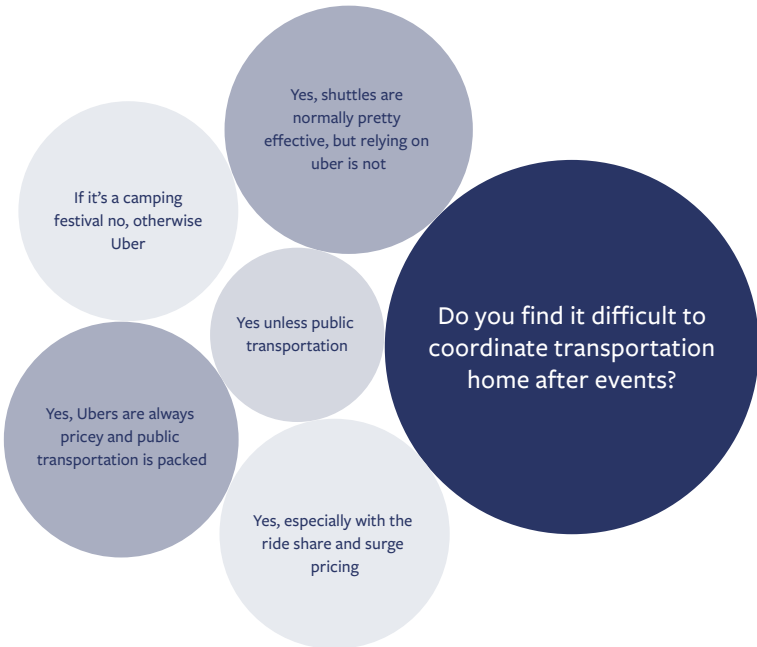 Yes, shuttles are
normally pretty
effective, but relying on
uber is not
If it’s a camping
festival no, otherwise
Uber
Yes unless public
transportation
Do you find it difficult to
coordinate transportation
home after events?
Yes, Ubers are always
pricey and public
transportation is packed
Yes, especially with the
ride share and surge
pricing